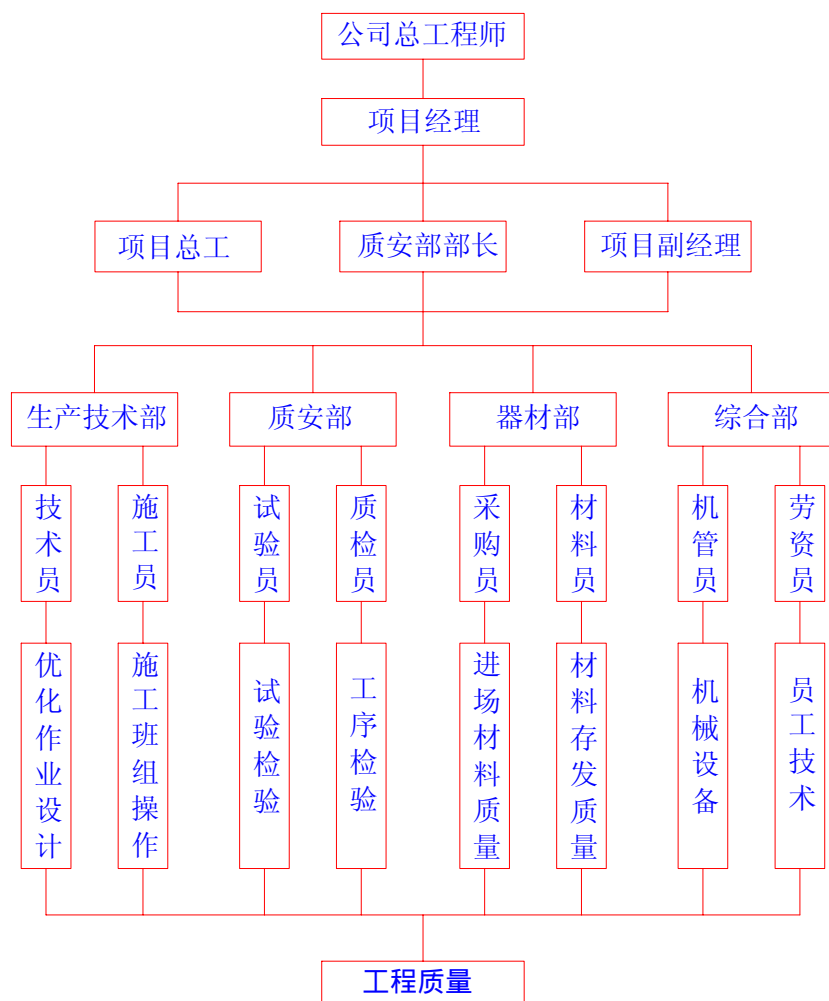 公司总工程师
项目经理
项目总工
质安部部长
项目副经理
生产技术部
质安部
器材部
综合部
技术员
施工员
试验员
质检员
采购员
材料员
机管员
劳资员
优化作业设计
施工班组操作
试验检验
工序检验
进场材料质量
材料存发质量
机械设备
员工技术
工程质量